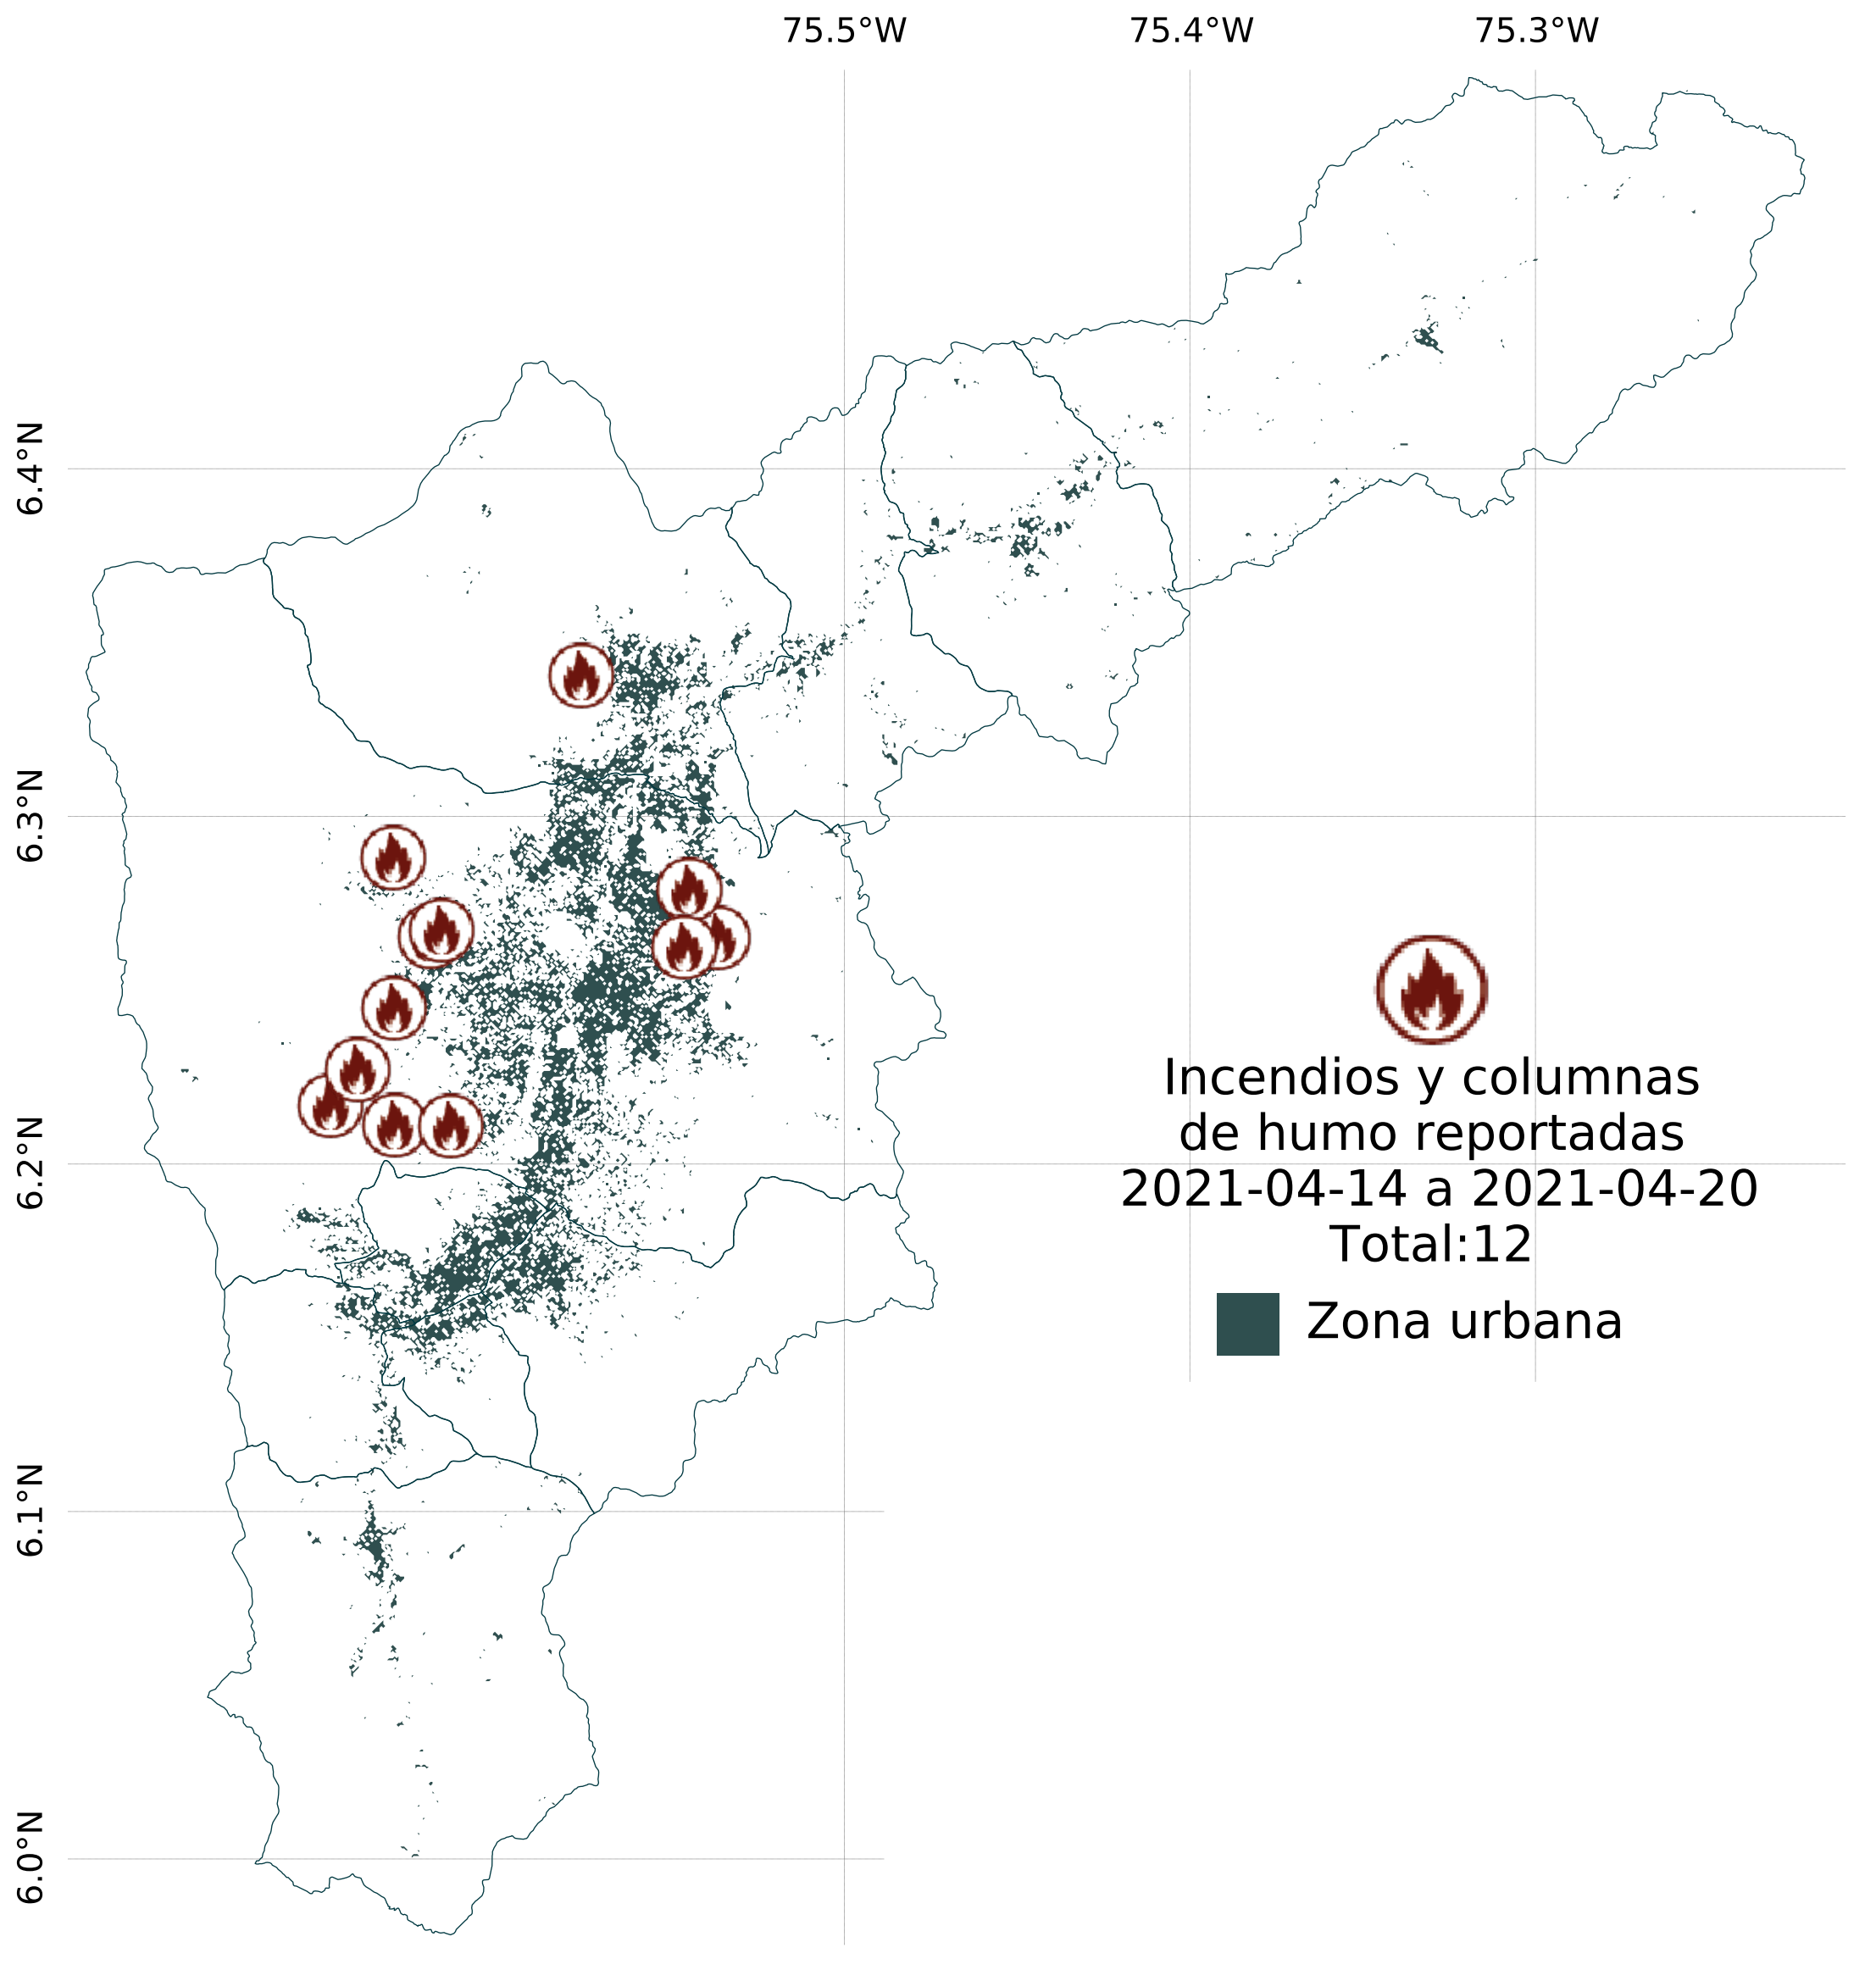 75.5°W 75.4°W 75.3°W
6.4°N
6.3°N
6.2°N
6.1°N
6.0°N
Incendios y columnas
de humo reportadas
2021-04-14 a 2021-04-20
Total:12
Zona urbana